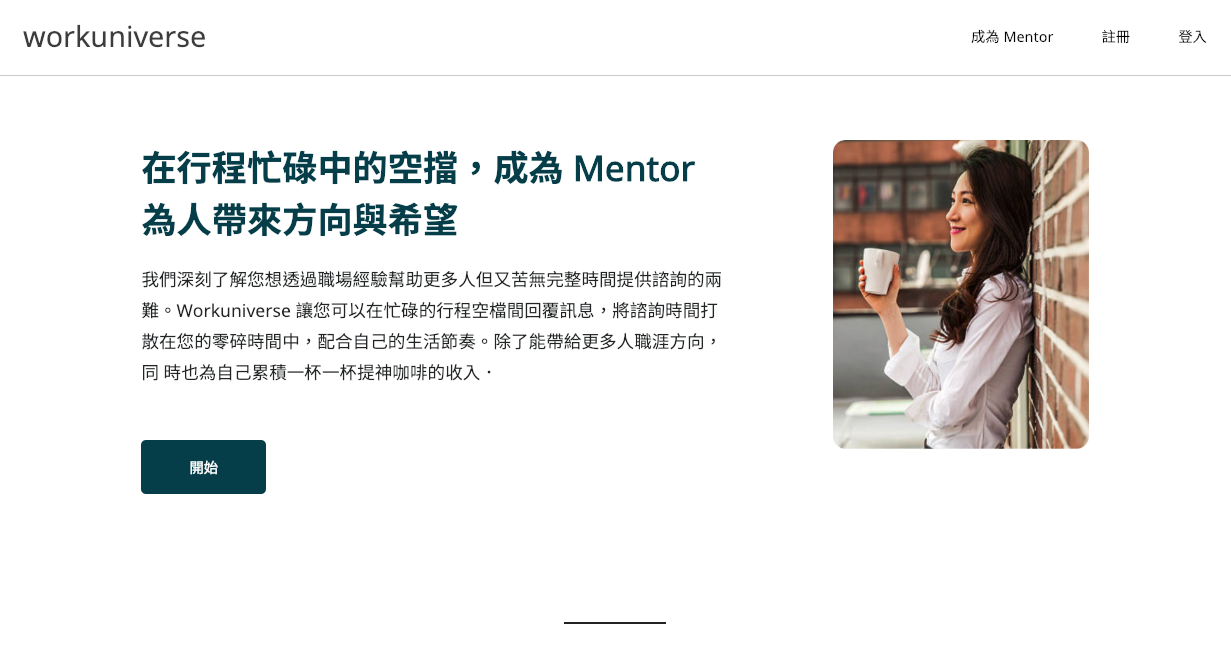 workuniverse
成為 Mentor
註冊
登入
在行程忙碌中的空擋，成為 Mentor
為人帶來方向與希望
我們深刻了解您想透過職場經驗幫助更多人但又苦無完整時間提供諮詢的兩
難。Workuniverse 讓您可以在忙碌的行程空檔間回覆訊息，將諮詢時間打
散在您的零碎時間中，配合自己的生活節奏。除了能帶給更多人職涯方向，
同 時也為自己累積一杯一杯提神咖啡的收入．
開始